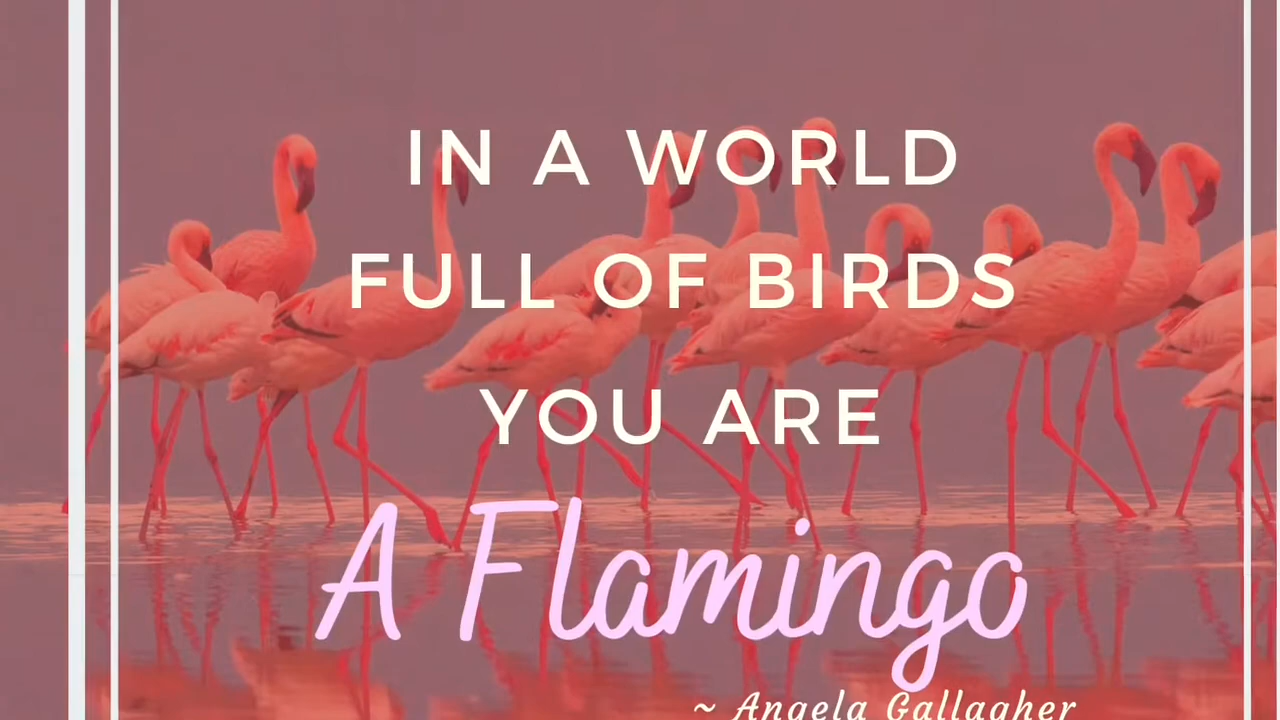 IN A WORLD
FULL OF BIRDS
YOU ARE
A Flamingo
~ Angela Gallagher